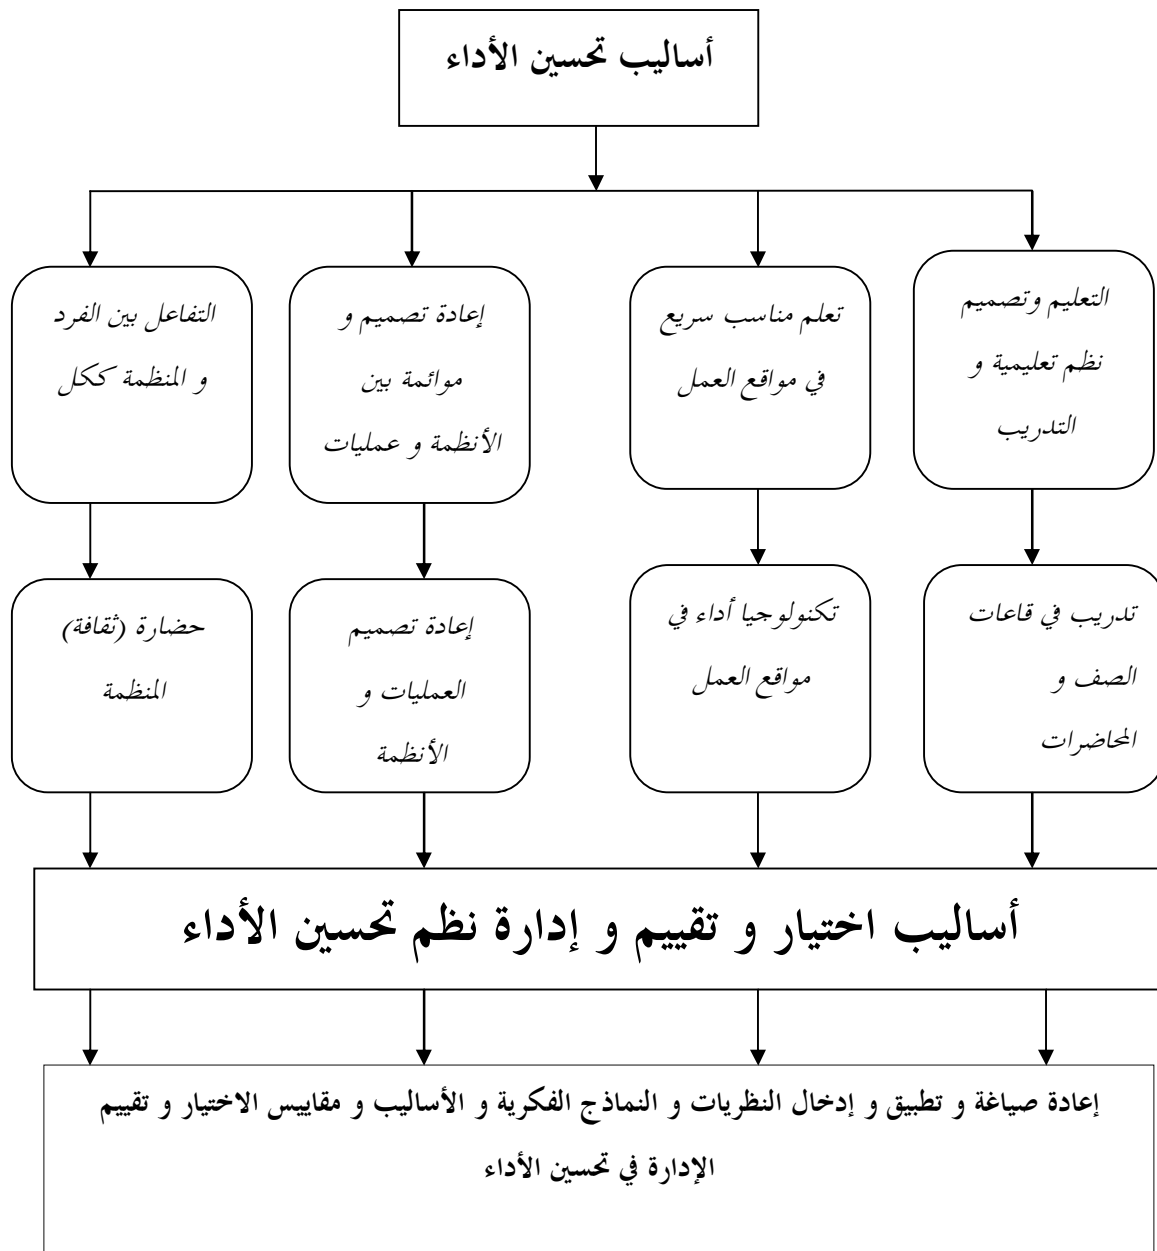 أساليب تحسين الأداء
التعليم وتصميم
نظم تعليمية و
التدريب
تعلم مناسب سريع
في مواقع العمل
إعادة تصميم و
موائمة بين
الأنظمة و عمليات
التفاعل بين الفرد
و المنظمة ككل
تدريب في قاعات
الصف و
المحاضرات
تكنولوجيا أداء في
مواقع العمل
إعادة تصميم
العمليات و
الأنظمة
حضارة (ثقافة)
المنظمة
أساليب اختيار و تقييم و إدارة نظم تحسين الأداء
إعادة صياغة و تطبيق و إدخال النظريات و النماذج الفكرية و الأساليب و مقاييس الاختيار و تقييم
الإدارة في تحسين الأداء